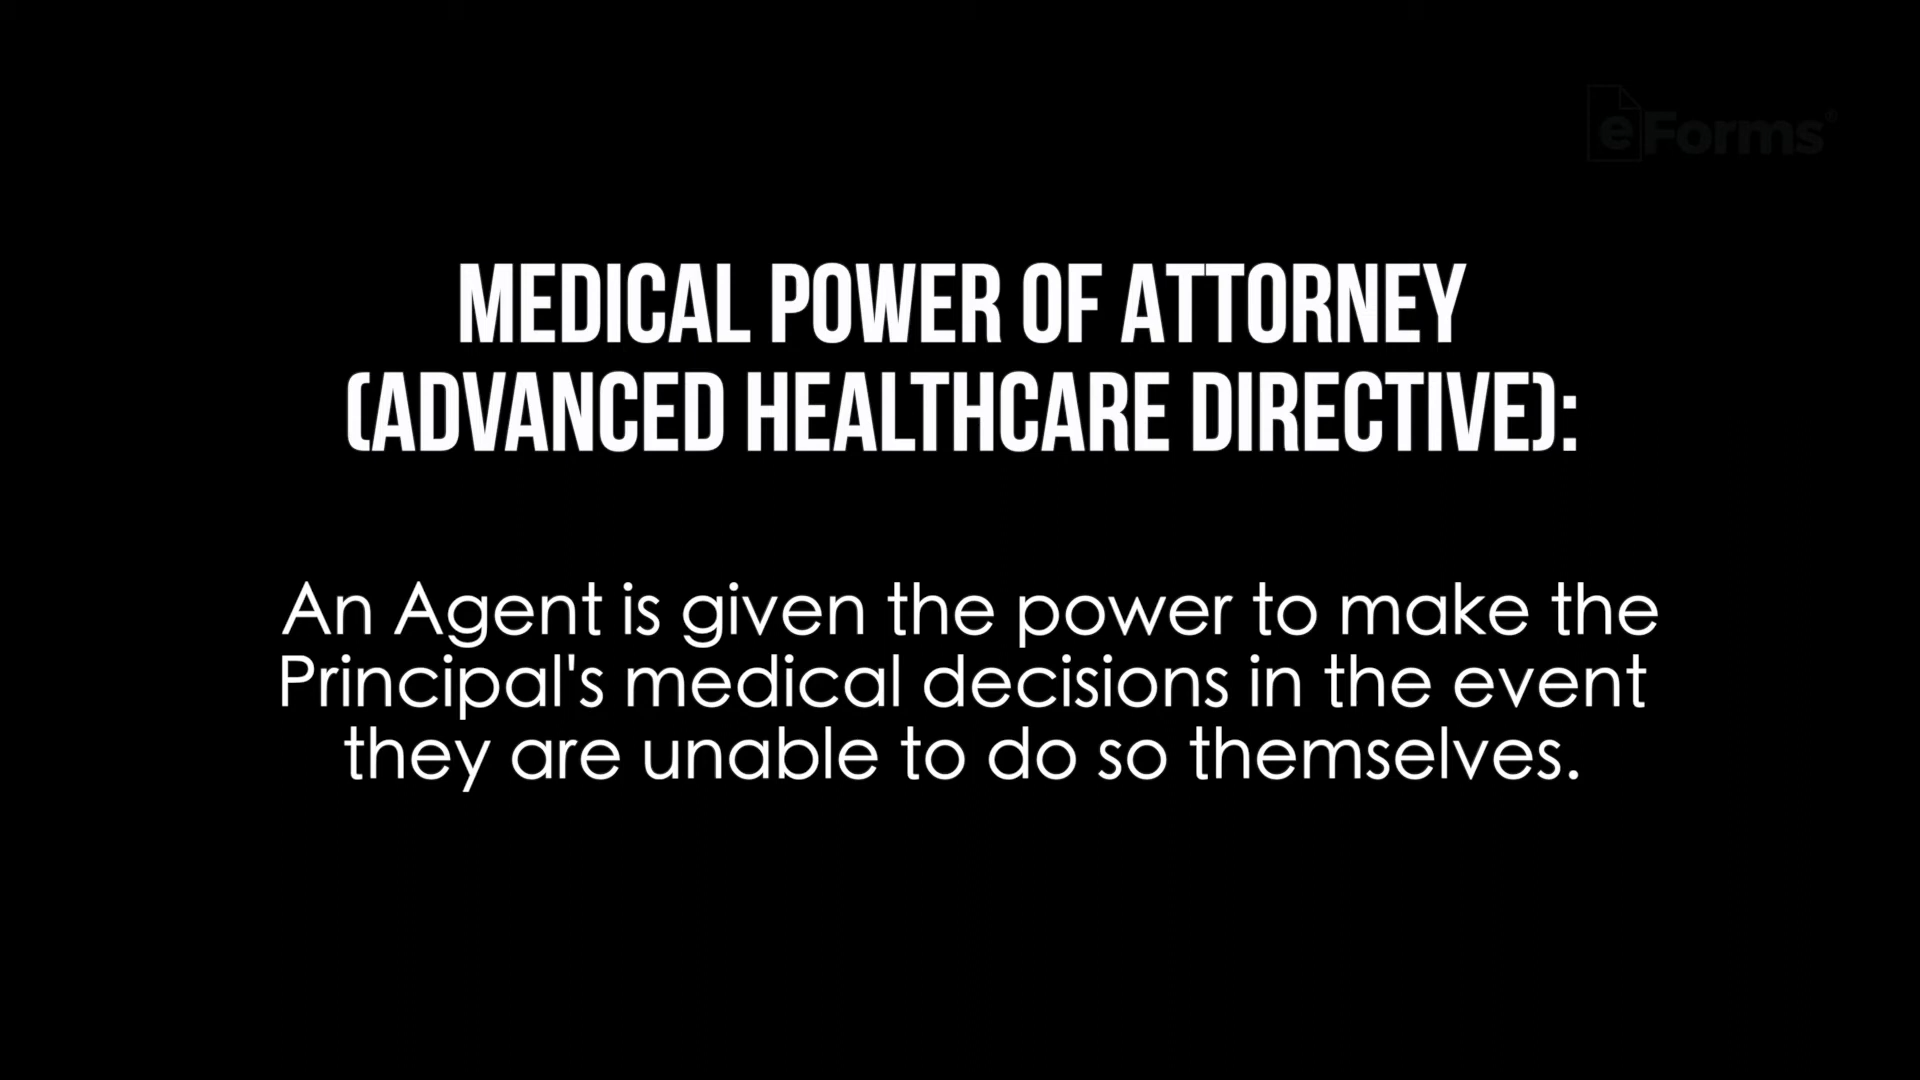 eForms®
MEDICAL POWER OF ATTORNEY
(ADVANCED HEALTHCARE DIRECTIVE):
An Agent is given the power to make the
Principal's medical decisions in the event
they are unable to do so themselves.